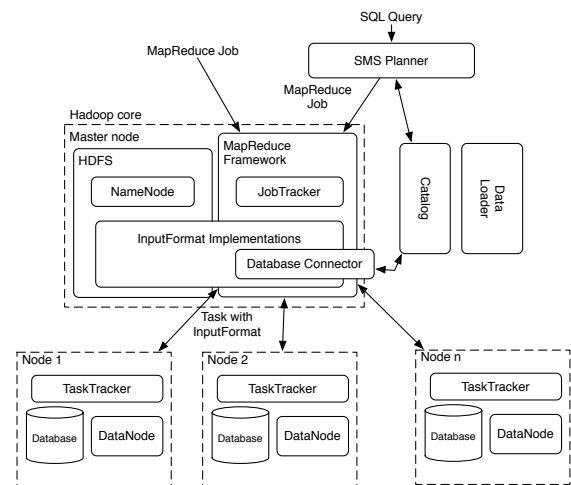 SQL Query
SMS Planner
MapReduce Job
MapReduce
Job
Hadoop core
Master node
HDFS
MapReduce
Framework
NameNode
JobTracker
InputFormat Implementations
Database Connector
Catalog
Data
Loader
Task with
InputFormat
Node 1
TaskTracker
Database
DataNode
Node 2
TaskTracker
Database
DataNode
Node n
TaskTracker
Database
DataNode